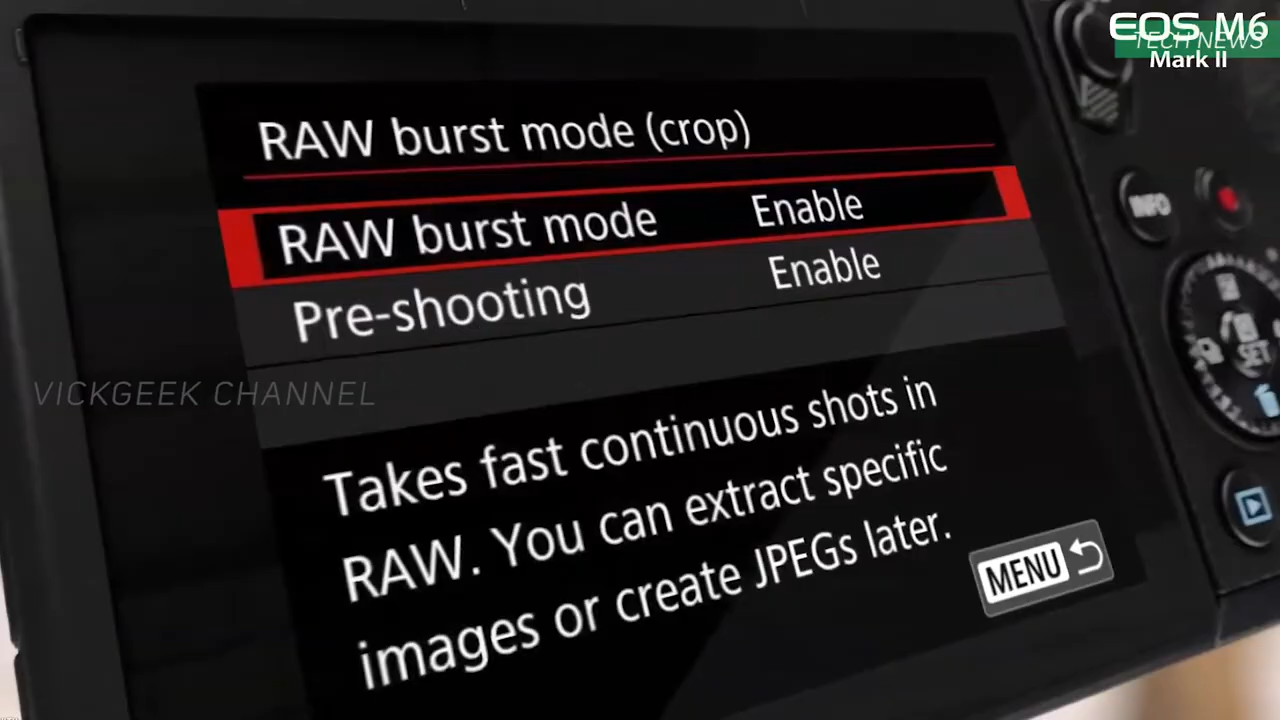 EOS M6
TECH NEWS
Mark II
RAW burst mode (crop)
RAW burst mode Enable
Pre-shooting Enable
VICKGEEK CHANNEL
Takes fast continuous shots in
RAW. You can extract specific
images or create JPEGs later.
MENU
INFO
SET